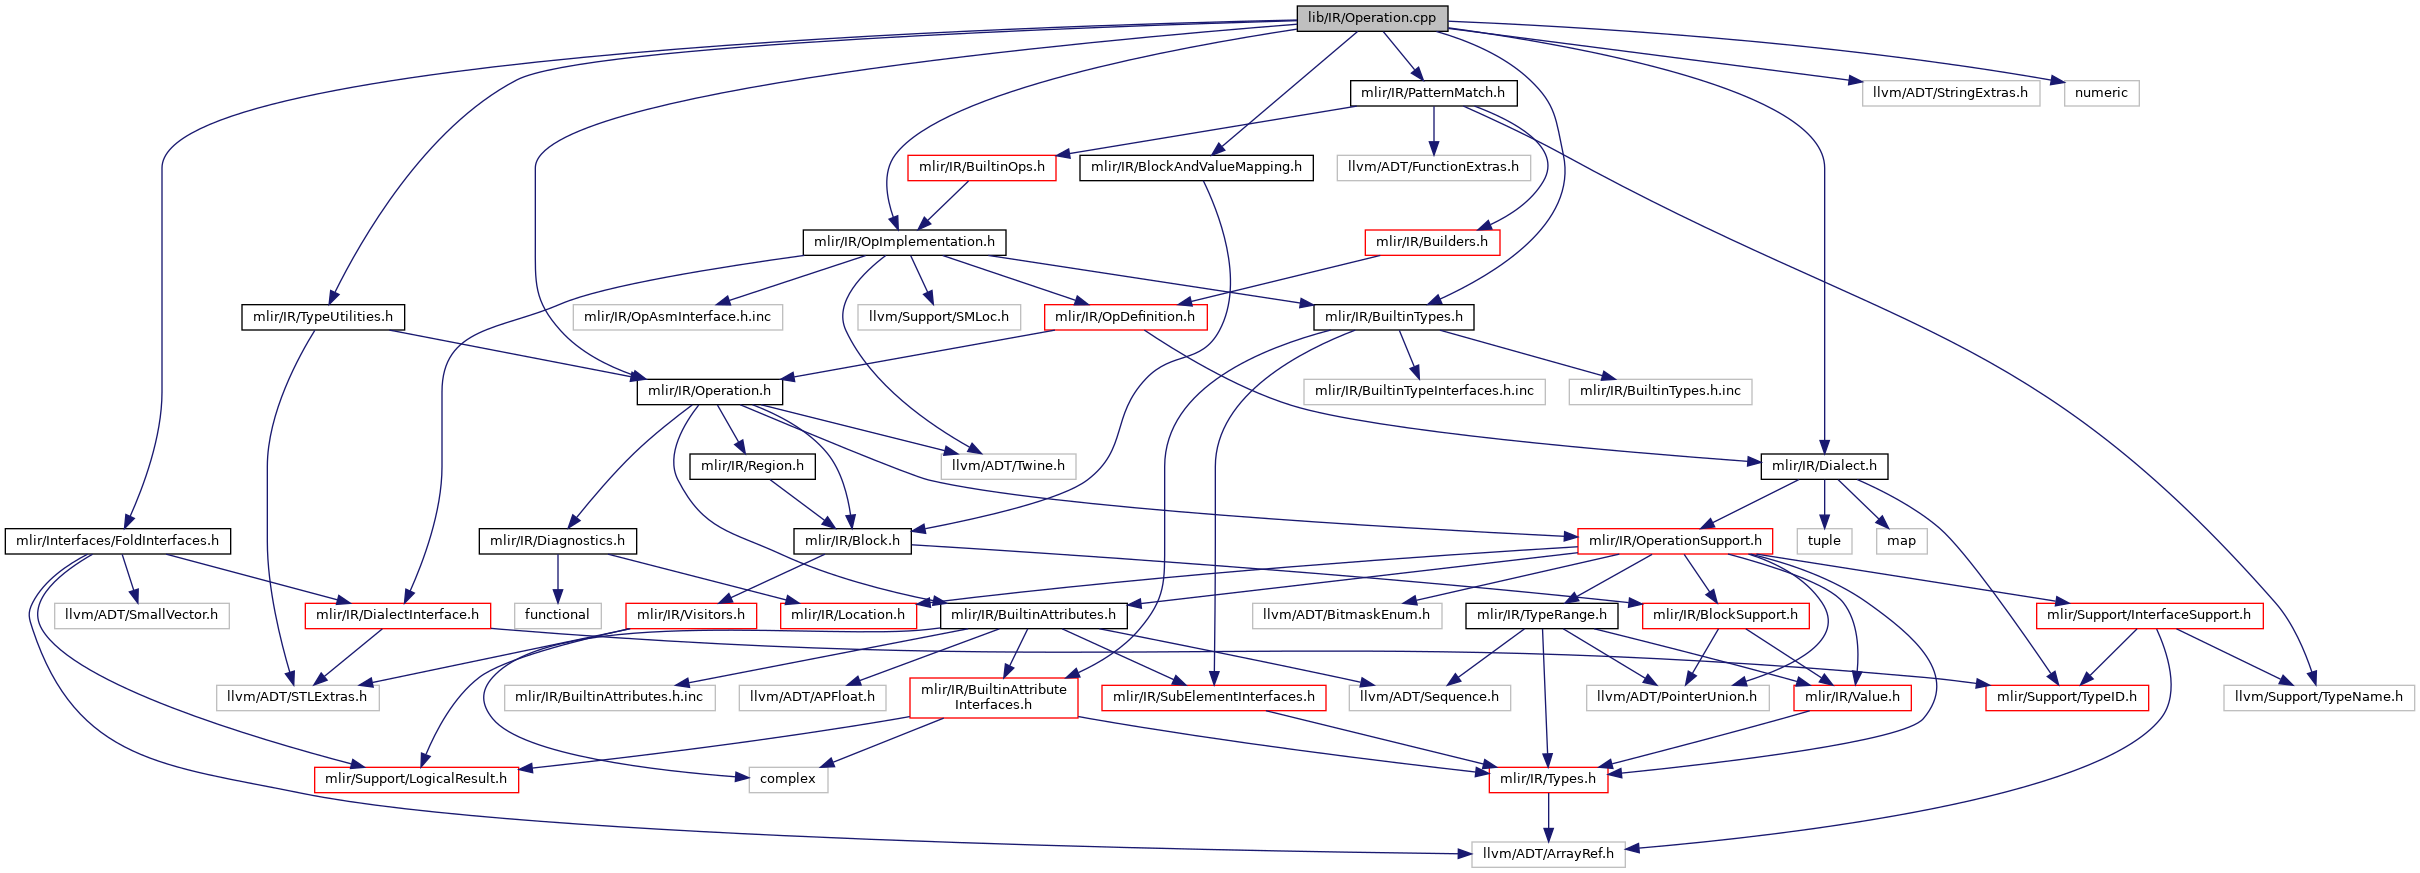 lib/IR/Operation.cpp
mlir/IR/PatternMatch.h
llvm/ADT/StringExtras.h
numeric
mlir/IR/BuiltinOps.h
mlir/IR/BlockAndValueMapping.h
llvm/ADT/FunctionExtras.h
mlir/IR/OpImplementation.h
mlir/IR/Builders.h
mlir/IR/TypeUtilities.h
mlir/IR/OpAsmInterface.h.inc
llvm/Support/SMLoc.h
mlir/IR/OpDefinition.h
mlir/IR/BuiltinTypes.h
mlir/IR/Operation.h
mlir/IR/BuiltinTypeInterfaces.h.inc
mlir/IR/BuiltinTypes.h.inc
mlir/IR/Region.h
llvm/ADT/Twine.h
mlir/IR/Dialect.h
mlir/Interfaces/FoldInterfaces.h
mlir/IR/Diagnostics.h
mlir/IR/Block.h
mlir/IR/OperationSupport.h
tuple
map
llvm/ADT/SmallVector.h
mlir/IR/DialectInterface.h
functional
mlir/IR/Visitors.h
mlir/IR/Location.h
mlir/IR/BuiltinAttributes.h
llvm/ADT/BitmaskEnum.h
mlir/IR/TypeRange.h
mlir/IR/BlockSupport.h
mlir/Support/InterfaceSupport.h
llvm/ADT/STLExtras.h
mlir/IR/BuiltinAttributes.h.inc
llvm/ADT/APFloat.h
mlir/IR/BuiltinAttribute
Interfaces.h
mlir/IR/SubElementInterfaces.h
llvm/ADT/Sequence.h
llvm/ADT/PointerUnion.h
mlir/IR/Value.h
mlir/Support/TypeID.h
llvm/Support/TypeName.h
mlir/Support/LogicalResult.h
complex
mlir/IR/Types.h
llvm/ADT/ArrayRef.h